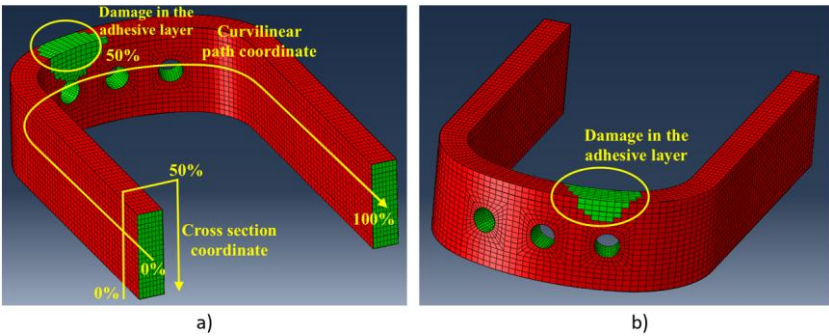 Damage in the
adhesive layer
50%
Curvilinear
path coordinate
50%
100%
Cross section
coordinate
0%
0%
a)
Damage in the
adhesive layer
b)